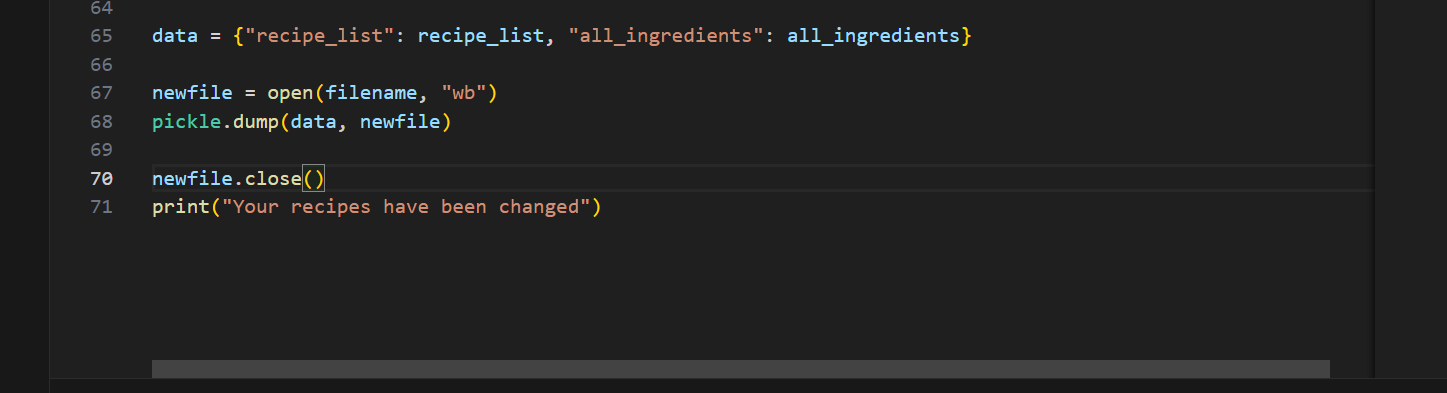 64
65 data = {"recipe_list": recipe_list, "all_ingredients": all_ingredients}
66
67 newfile = open(filename, "wb")
68 pickle.dump(data, newfile)
69
70 newfile.close()
71 print("Your recipes have been changed")